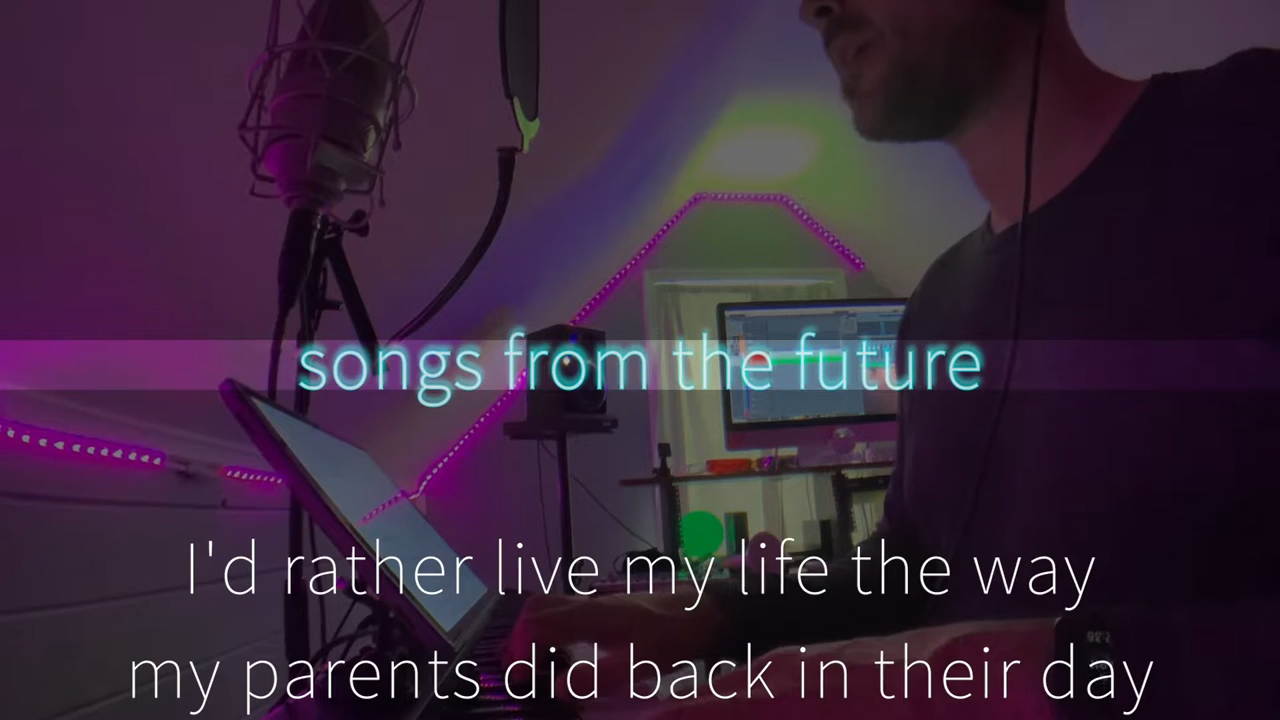 songs from the future
I'd rather live my life the way
my parents did back in their day